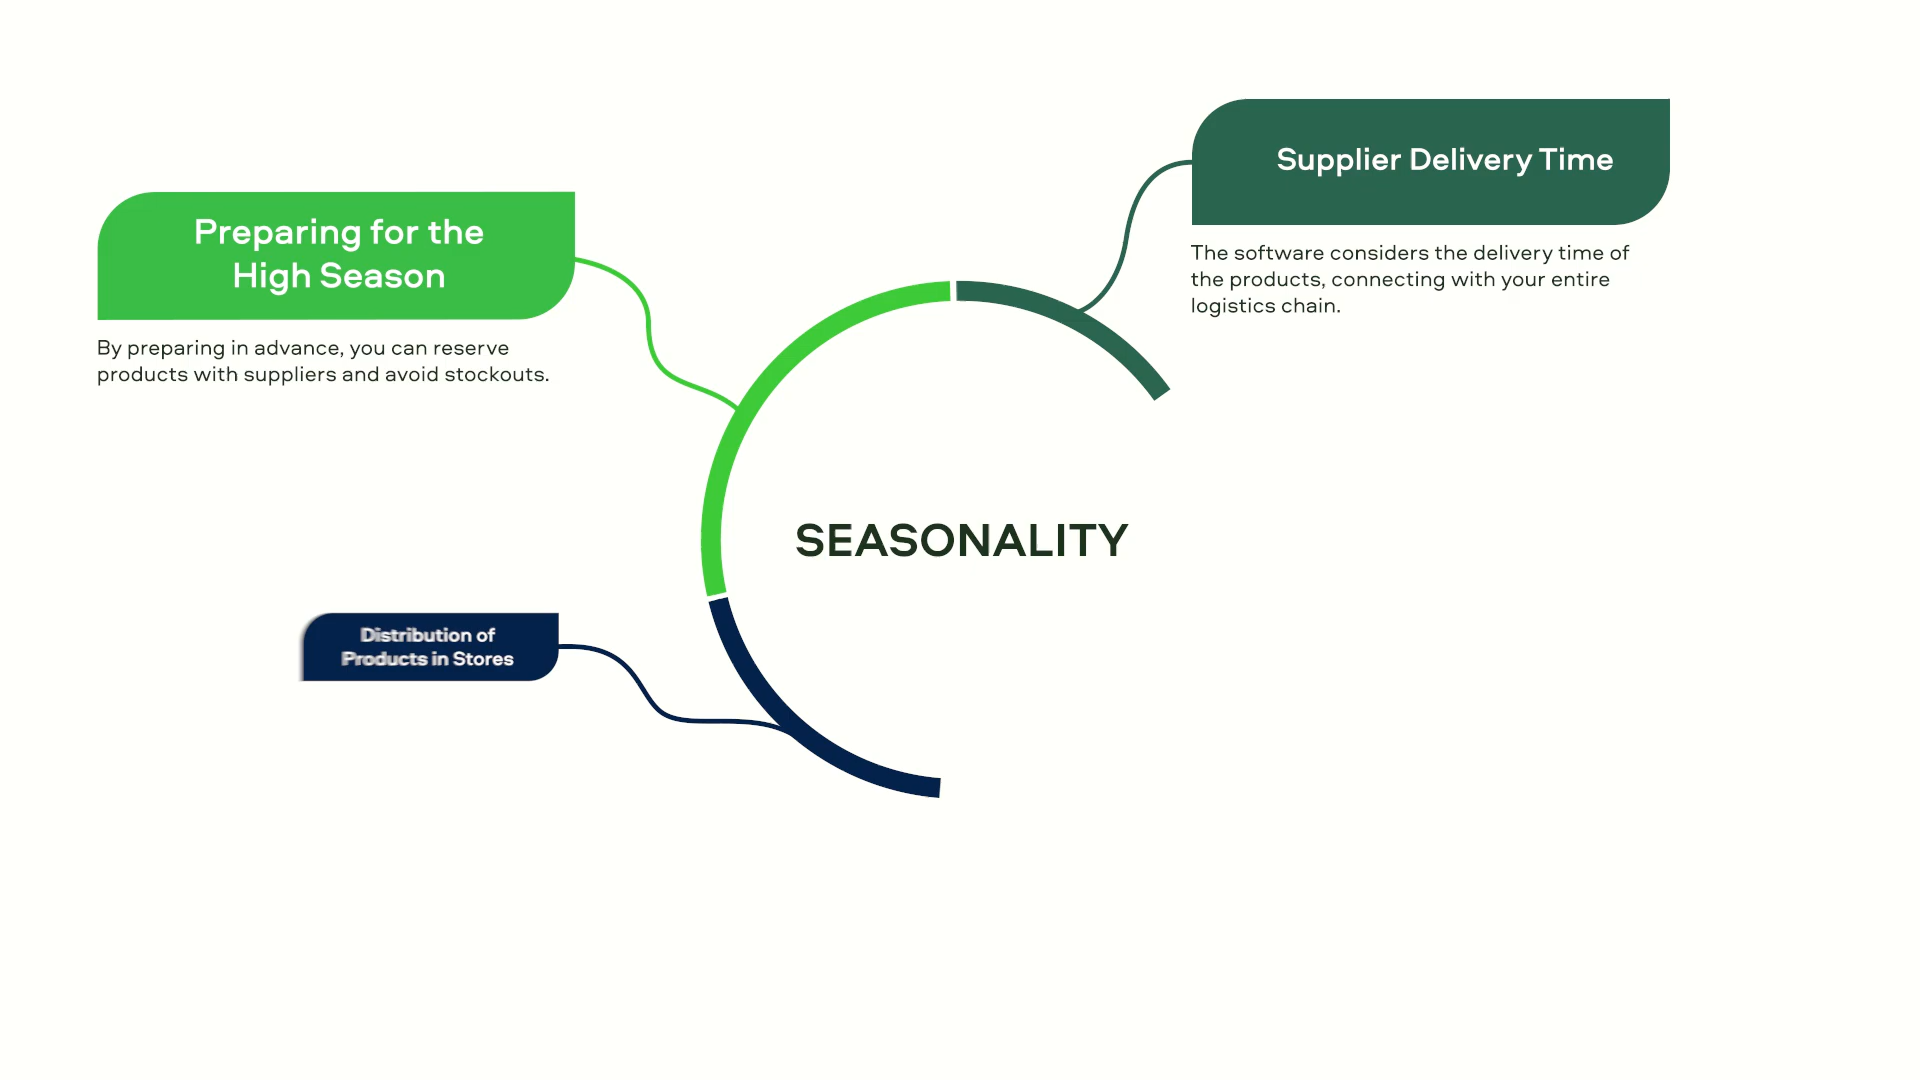 Preparing for the
High Season
By preparing in advance, you can reserve
products with suppliers and avoid stockouts.
Supplier Delivery Time
The software considers the delivery time of
the products, connecting with your entire
logistics chain.
SEASONALITY
Distribution of
Products in Stores